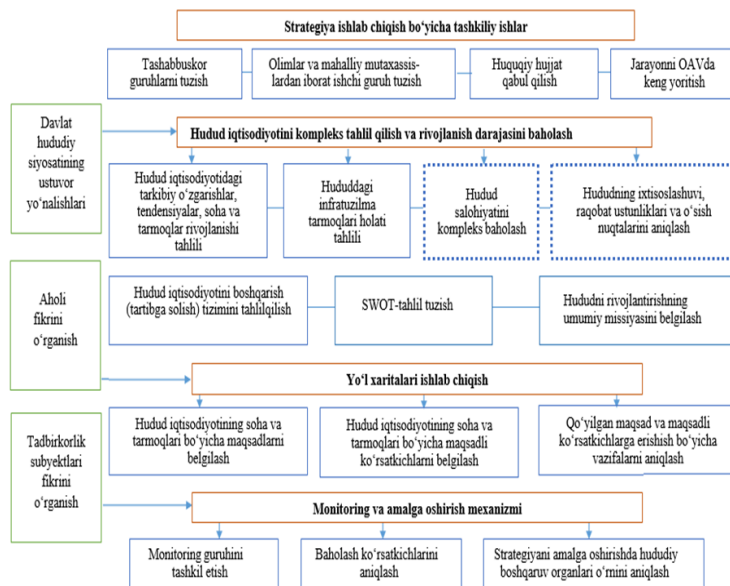 Strategiya ishlab chiqish bo‘yicha tashkiliy ishlar
Tashabbuskor
guruhlarni tuzish
Olimlar va mahalliy mutaxassis-
lardan iborat ishchi guruh tuzish
Huquqiy hujjat
qabul qilish
Jarayonni OAVda
keng yoritish
Davlat
hududiy
siyosatining
ustuvor
yo‘nalishlari
Hudud iqtisodiyotini kompleks tahlil qilish va rivojlanish darajasini baholash
Hudud iqtisodiyotidagi
tarkibiy o‘zgarishlar,
tendensiyalar, soha va
tarmoqlar rivojlanishi
tahlili
Hududdagi
infratuzilma
tarmoqlari holati
tahlili
Hudud
salohiyatini
kompleks baholash
Hududning ixtisoslashuvi,
raqobat ustunliklari va o‘sish
nuqtalarini aniqlash
Aholi
fikrini
o‘rganish
Hudud iqtisodiyotini boshqarish
(tartibga solish) tizimini tahlilqilish
SWOT-tahlil tuzish
Hududni rivojlantirishning
umumiy missiyasini belgilash
Yo‘l xaritalari ishlab chiqish
Hudud iqtisodiyotining soha va
tarmoqlari bo‘yicha maqsadlarni
belgilash
Hudud iqtisodiyotining soha va
tarmoqlari bo‘yicha maqsadli
ko‘rsatkichlarni belgilash
Qo‘yilgan maqsad va maqsadli
ko‘rsatkichlarga erishish bo‘yicha
vazifalarni aniqlash
Tadbirkorlik
subyektlari
fikrini
o‘rganish
Monitoring va amalga oshirish mexanizmi
Monitoring guruhini
tashkil etish
Baholash ko‘rsatkichlarini
aniqlash
Strategiyani amalga oshirishda hududiy
boshqaruv organlari o‘rnini aniqlash